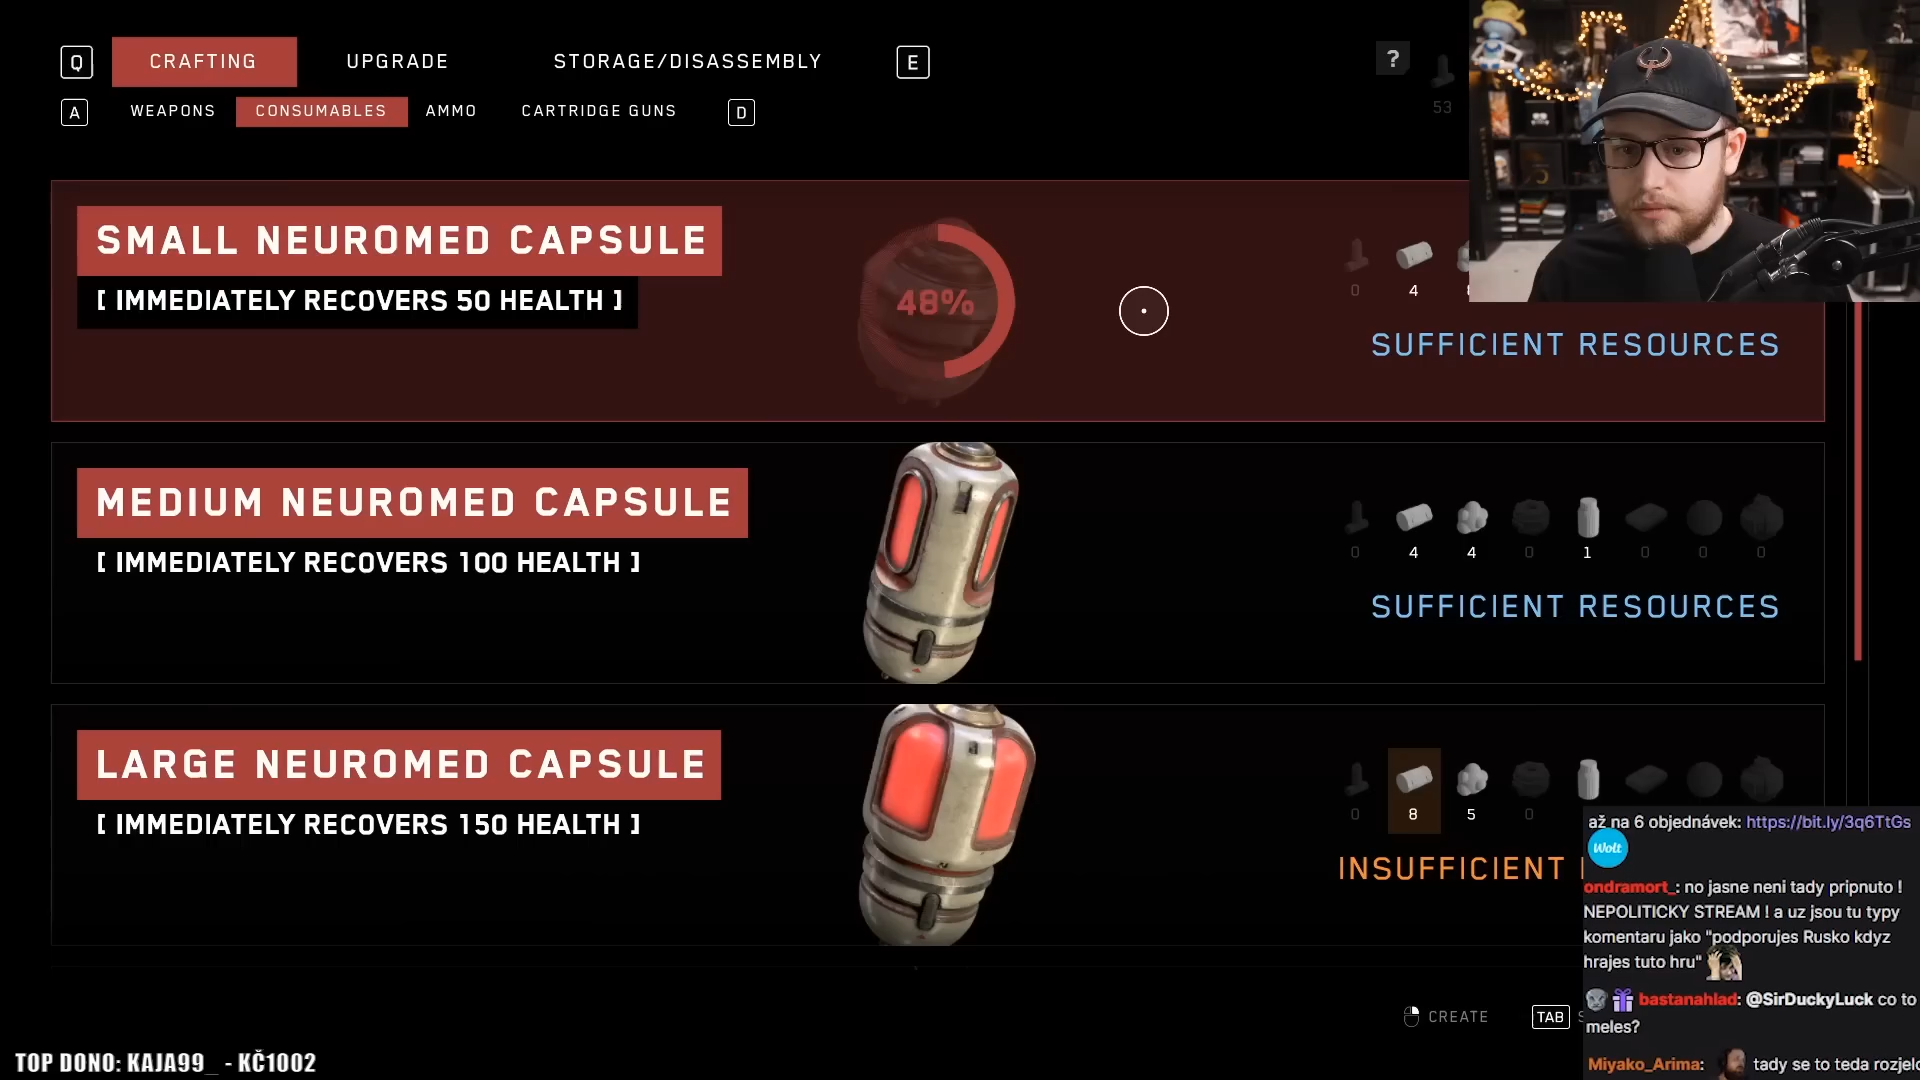 Q CRAFTING UPGRADE STORAGE/DISASSEMBLY E ?
53
A WEAPONS CONSUMABLES AMMO CARTRIDGE GUNS D
SMALL NEUROMED CAPSULE
[ IMMEDIATELY RECOVERS 50 HEALTH ]
48%
0 4
SUFFICIENT RESOURCES
MEDIUM NEUROMED CAPSULE
[ IMMEDIATELY RECOVERS 100 HEALTH ]
0 4 4 0 1 0 0 0
SUFFICIENT RESOURCES
LARGE NEUROMED CAPSULE
[ IMMEDIATELY RECOVERS 150 HEALTH ]
0 8 5 0
INSUFFICIENT
až na 6 objednávek: https://bit.ly/3q6TtGs
Wolt
ondramort_: no jasne neni tady pripnuto !
NEPOLITICKY STREAM ! a uz jsou tu typy
komentaru jako "podporujes Rusko kdyz
hrajes tuto hru"
bastanahlad: @SirDuckyLuck co to
meles?
Miyako_Arima: tady se to teda rozjelo
CREATE TAB
TOP DONO: KAJA99_ - KČ1002